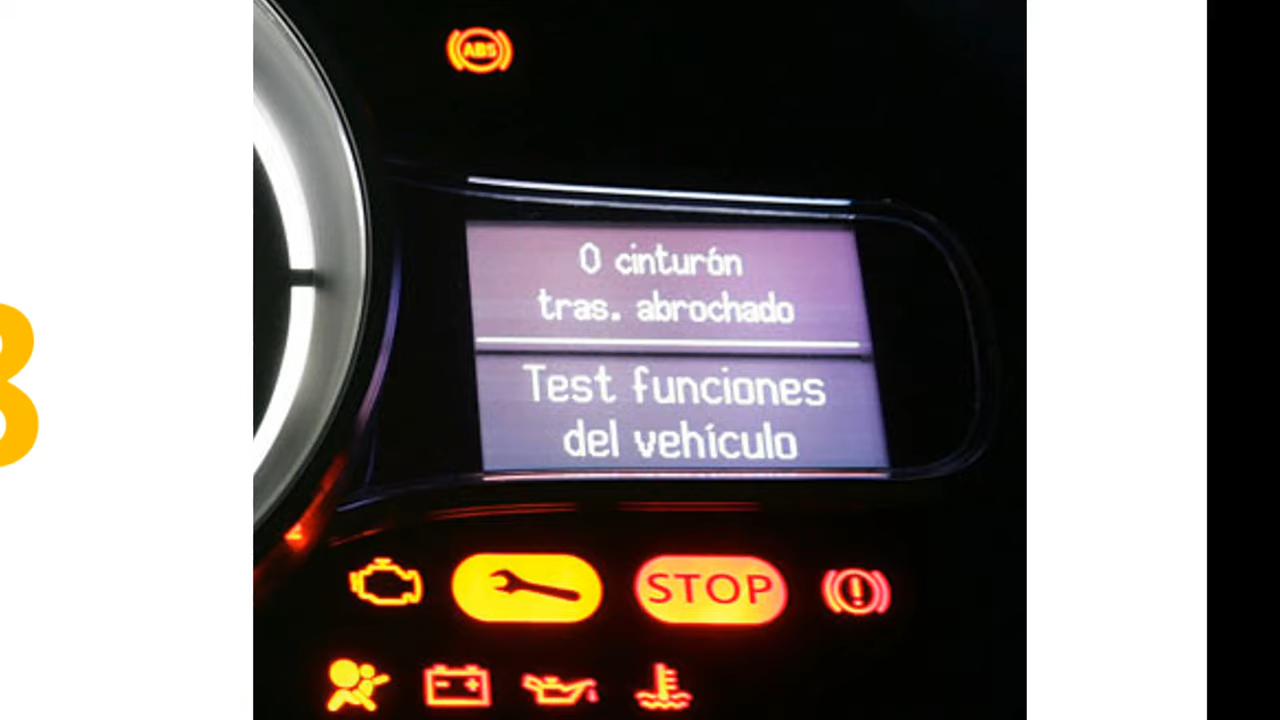 ABS
0 cinturón
tras. abrochado
Test funciones
del vehículo
STOP